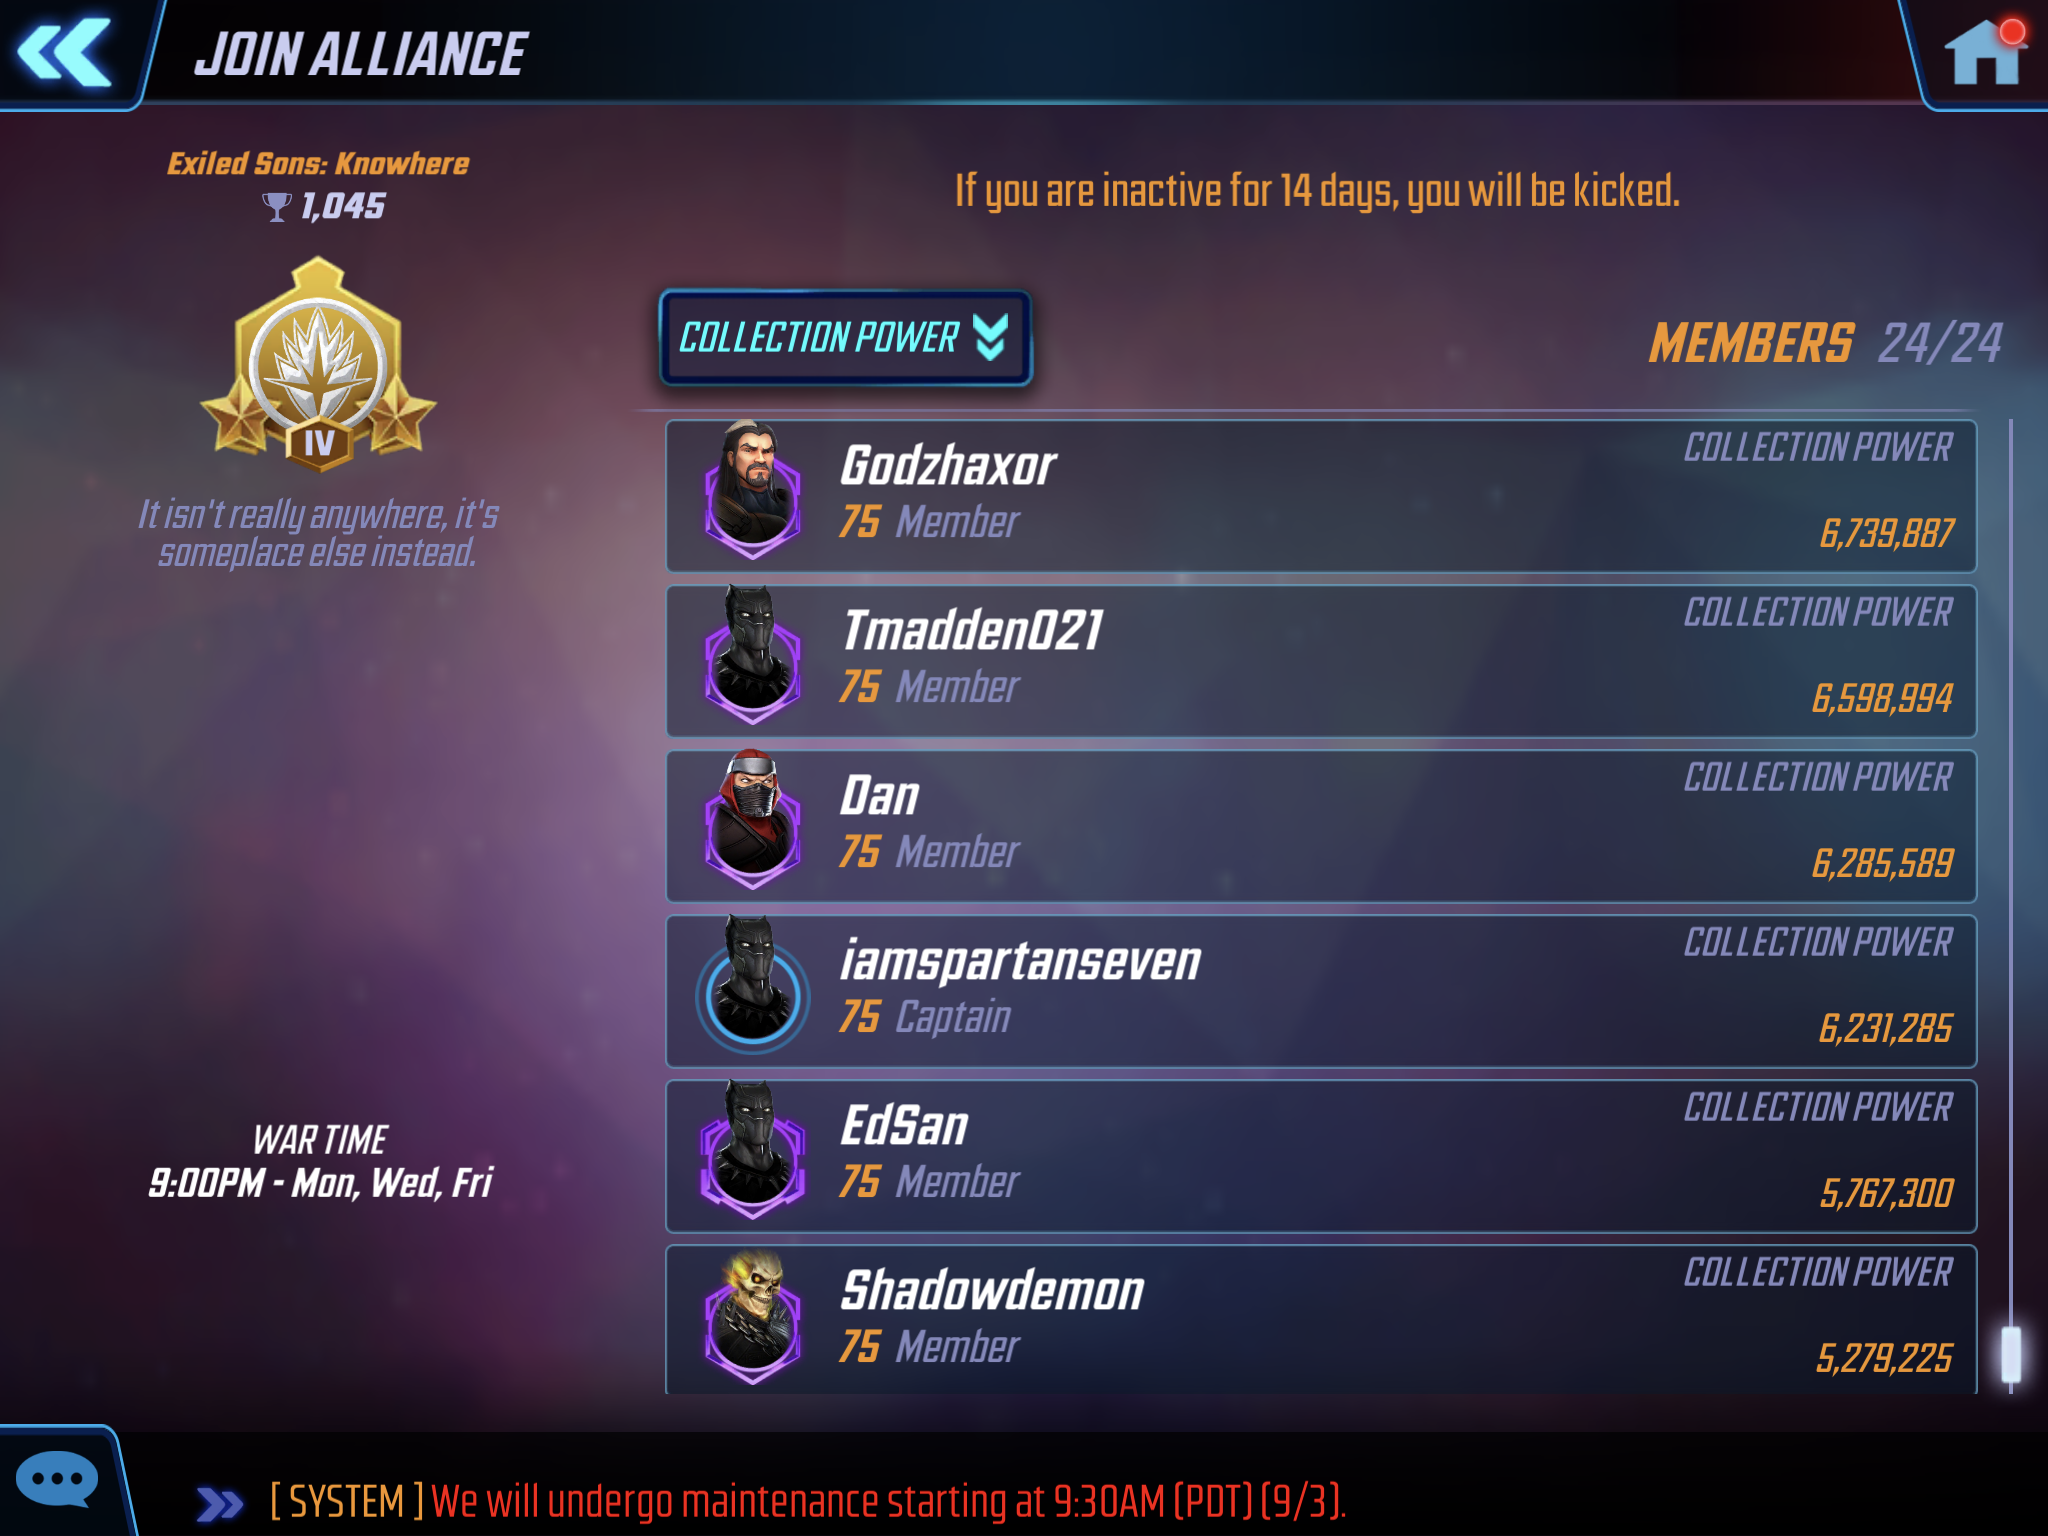 JOIN ALLIANCE
Exiled Sons: Knowhere
1,045
IV
It isn't really anywhere, it's
someplace else instead.
WAR TIME
9:00PM - Mon, Wed, Fri
If you are inactive for 14 days, you will be kicked.
COLLECTION POWER
MEMBERS 24/24
Godzhaxor
75 Member
COLLECTION POWER
6,739,887
Tmadden021
75 Member
COLLECTION POWER
6,598,994
Dan
75 Member
COLLECTION POWER
6,285,589
iamspartanseven
75 Captain
COLLECTION POWER
6,231,285
EdSan
75 Member
COLLECTION POWER
5,767,300
Shadowdemon
75 Member
COLLECTION POWER
5,279,225
[ SYSTEM ] We will undergo maintenance starting at 9:30AM (PDT) (9/3).